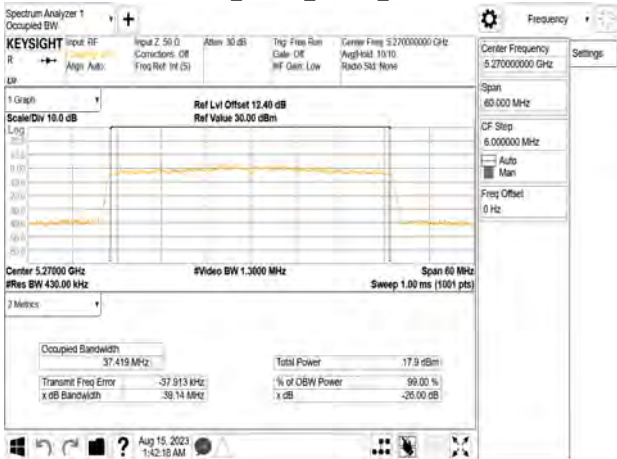 Spectrum Analyzer 1
Occupied BW
+
Frequency
KEYSIGHT
R
Input: RF
Align: Auto
Input Z: 50 Ω
Corrections: Off
Freq Ref: Int (S)
Atten: 30 dB
Trig: Free Run
Gate: Off
#IF Gain: Low
Center Freq: 5.270000000 GHz
Avg|Hold: 10/10
Radio Std: None
Center Frequency
5.270000000 GHz
Settings
Span
60.000 MHz
CF Step
6.000000 MHz
Auto
Man
Freq Offset
0 Hz
1 Graph
Scale/Div 10.0 dB
Log
Ref Lvl Offset 12.40 dB
Ref Value 30.00 dBm
Center 5.27000 GHz
#Res BW 430.00 kHz
#Video BW 1.3000 MHz
Span 60 MHz
Sweep 1.00 ms (1001 pts)
2 Metrics
Occupied Bandwidth
37.419 MHz
Total Power 17.9 dBm
Transmit Freq Error -37.913 kHz
% of OBW Power 99.00 %
x dB Bandwidth 39.14 MHz
x dB -26.00 dB
?
Aug 15, 2023
1:42:18 AM